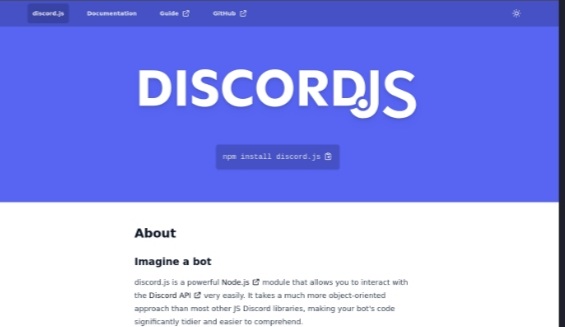 discord.js Documentation Guide GitHub
DISCORDJS
npm install discord.js
About
Imagine a bot
discord.js is a powerful Node.js module that allows you to interact with
the Discord API very easily. It takes a much more object-oriented
approach than most other JS Discord libraries, making your bot's code
significantly tidier and easier to comprehend.